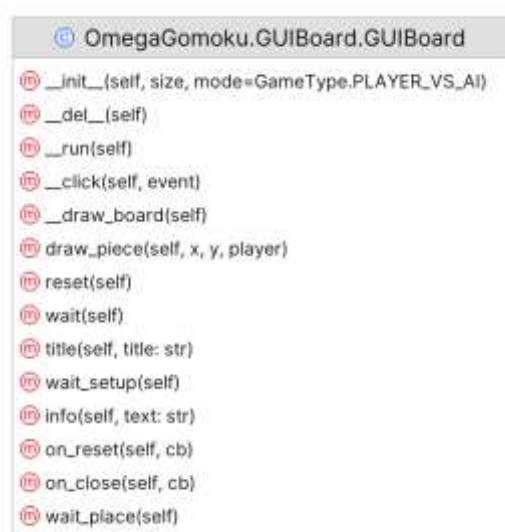 OmegaGomoku.GUIBoard.GUIBoard
__init__(self, size, mode=GameType.PLAYER_VS_AI)
__del__(self)
__run(self)
__click(self, event)
__draw_board(self)
draw_piece(self, x, y, player)
reset(self)
wait(self)
title(self, title: str)
wait_setup(self)
info(self, text: str)
on_reset(self, cb)
on_close(self, cb)
wait_place(self)